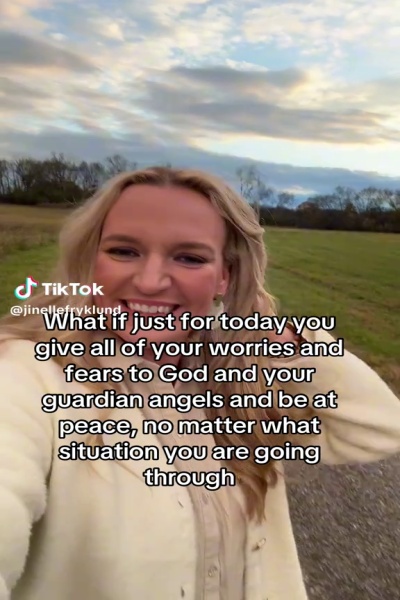 TikTok
@jinellefryklund
What if just for today you
give all of your worries and
fears to God and your
guardian angels and be at
peace, no matter what
situation you are going
through